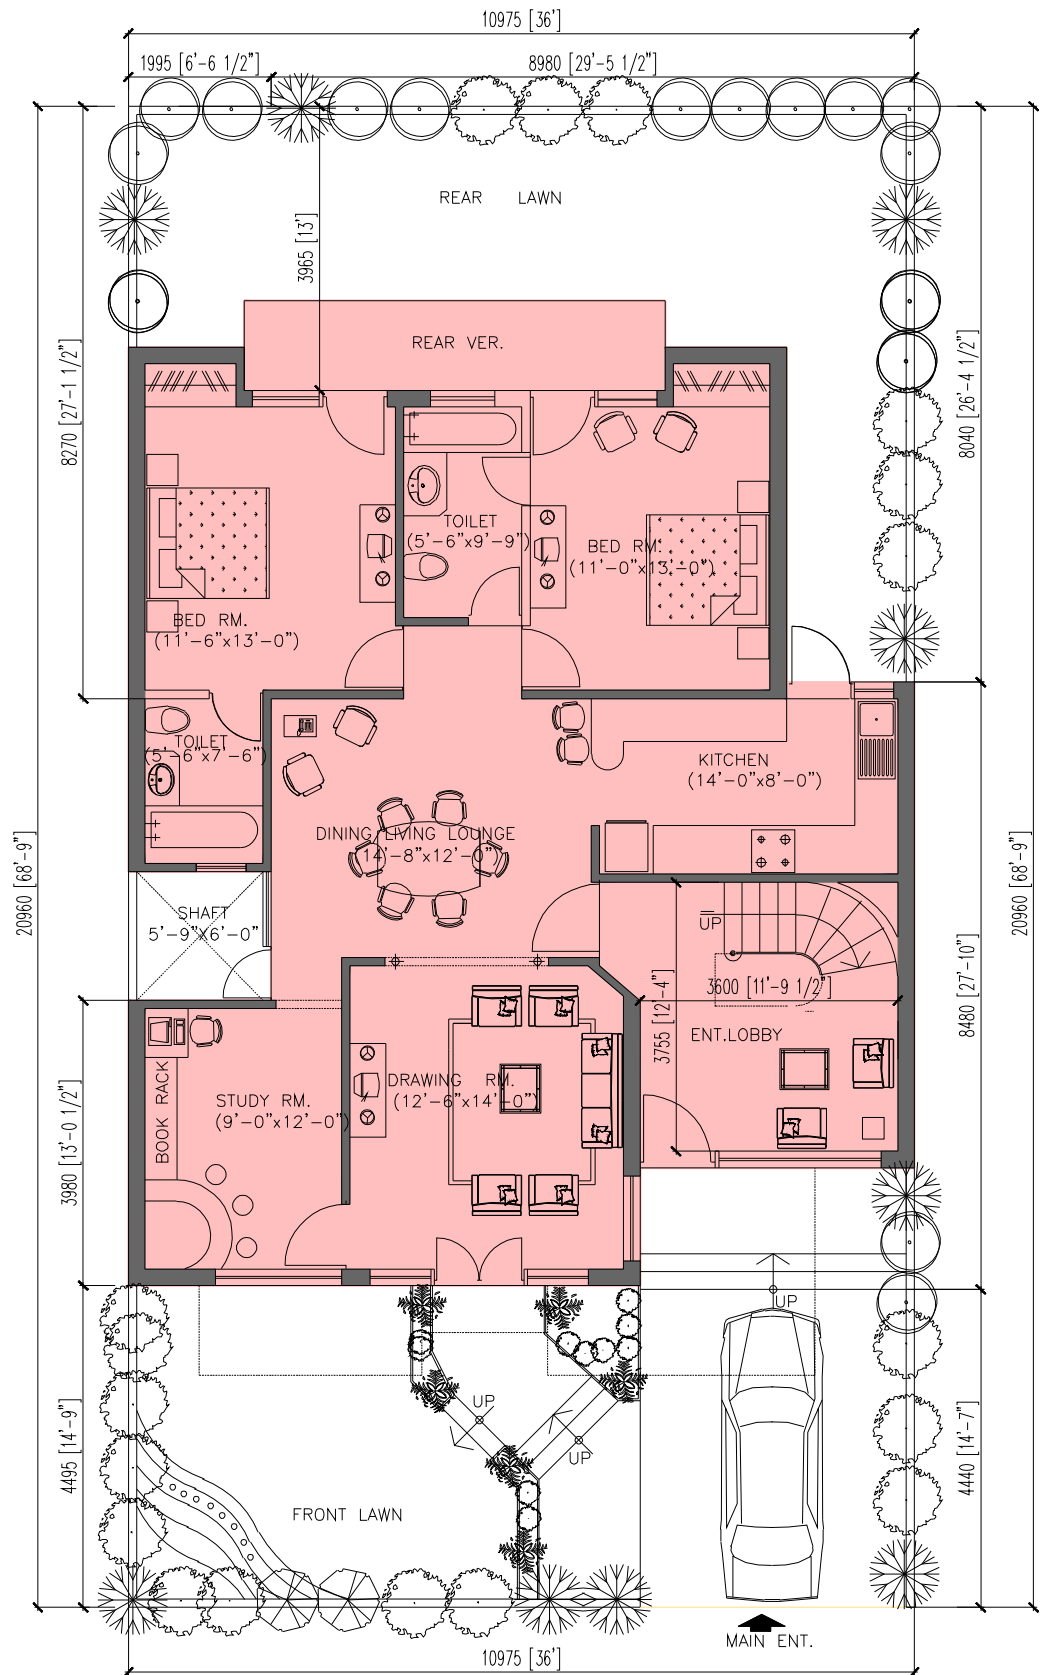 10975 [36']
1995 [6'-6 1/2"]
8980 [29'-5 1/2"]
REAR LAWN
3965 [13']
REAR VER.
8270 [27'-1 1/2"]
8040 [26'-4 1/2"]
TOILET
(5'-6"x9'-9")
BED RM.
(11'-0"x13'-0")
BED RM.
(11'-6"x13'-0")
TOILET
(5'-6"x7'-6")
KITCHEN
(14'-0"x8'-0")
DINING/LIVING LOUNGE
14'-8"x12'-0"
20960 [68'-9"]
20960 [68'-9"]
SHAFT
5'-9"X6'-0"
UP
3600 [11'-9 1/2"]
3755 [12'-4"]
8480 [27'-10"]
ENT.LOBBY
DRAWING RM.
(12'-6"x14'-0")
STUDY RM.
(9'-0"x12'-0")
BOOK RACK
3980 [13'-0 1/2"]
UP
UP
UP
4495 [14'-9"]
4440 [14'-7"]
FRONT LAWN
MAIN ENT.
10975 [36']